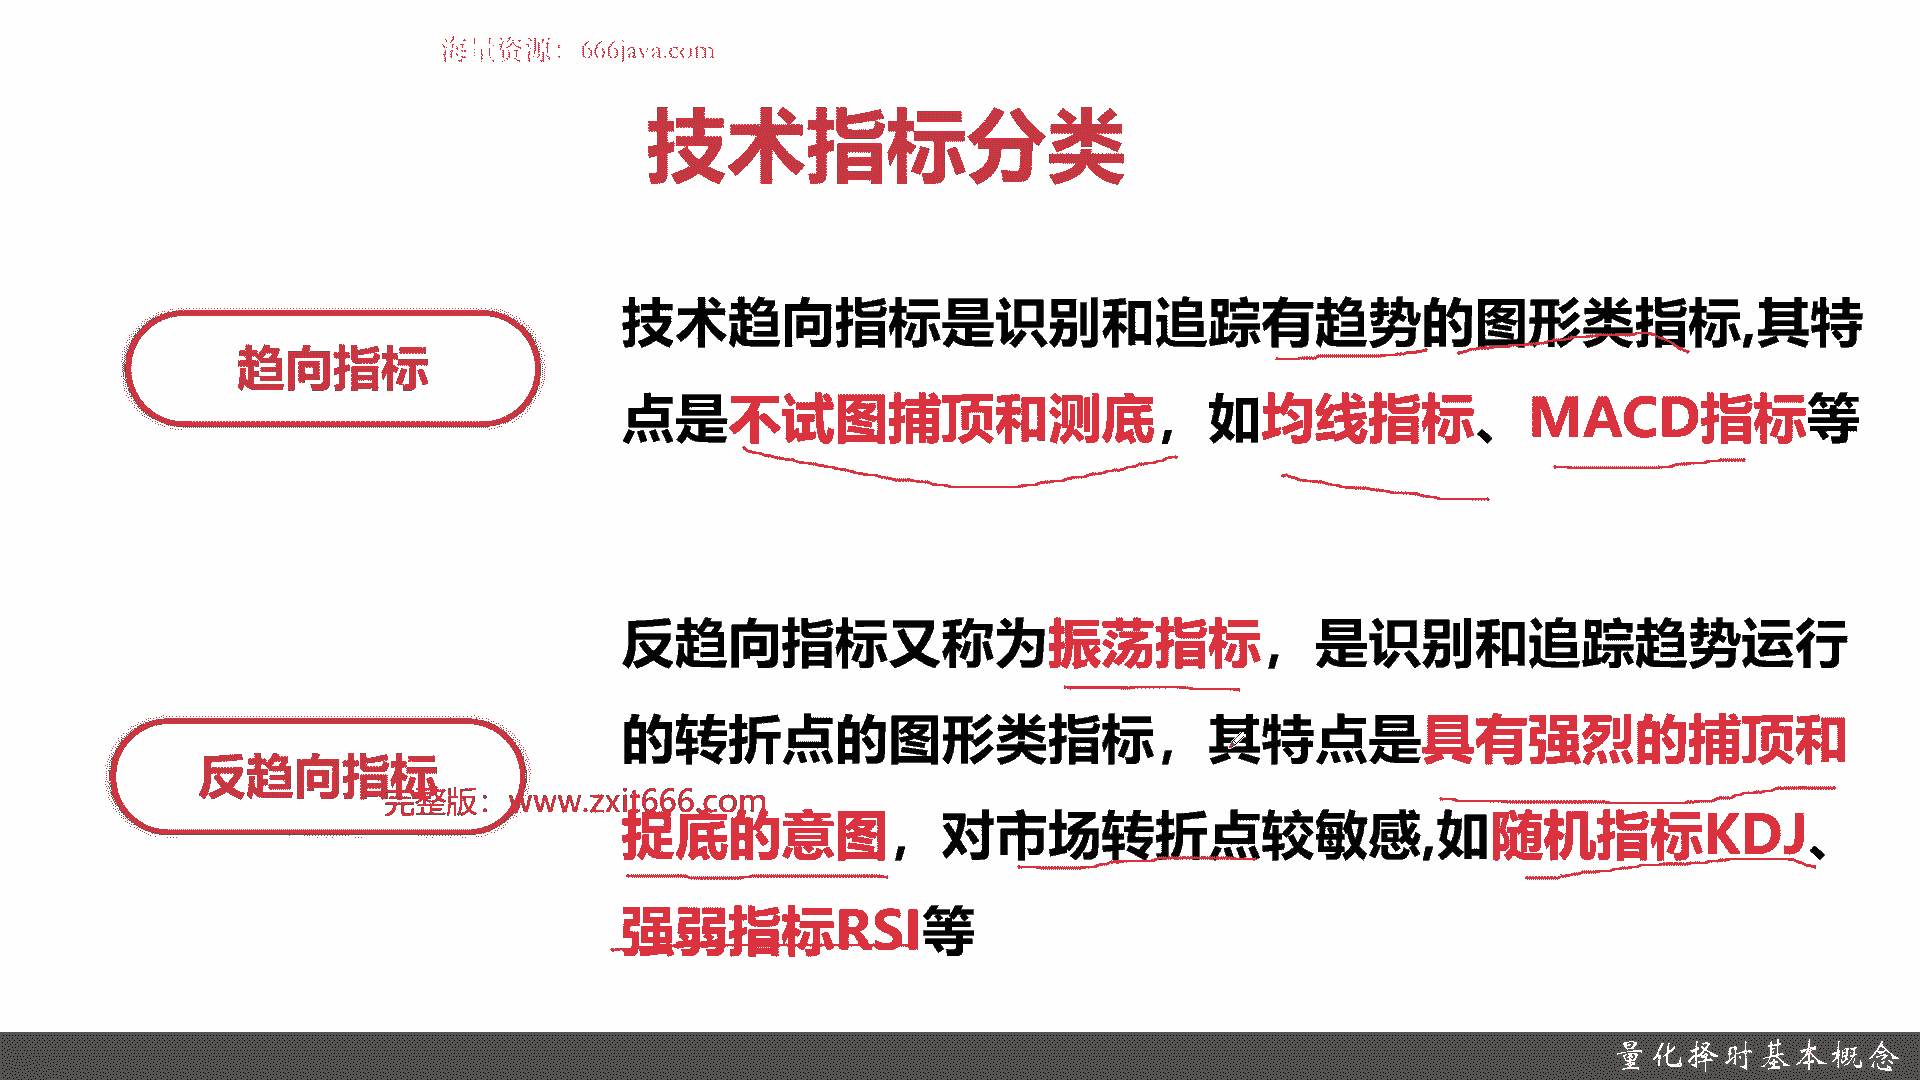 海量资源：666java.com
技术指标分类
趋向指标
技术趋向指标是识别和追踪有趋势的图形类指标,其特
点是不试图捕顶和测底，如均线指标、MACD指标等
反趋向指标
反趋向指标又称为振荡指标，是识别和追踪趋势运行
的转折点的图形类指标，其特点是具有强烈的捕顶和
捉底的意图，对市场转折点较敏感,如随机指标KDJ、
强弱指标RSI等
完整版：www.zxit666.com
量化择时基本概念